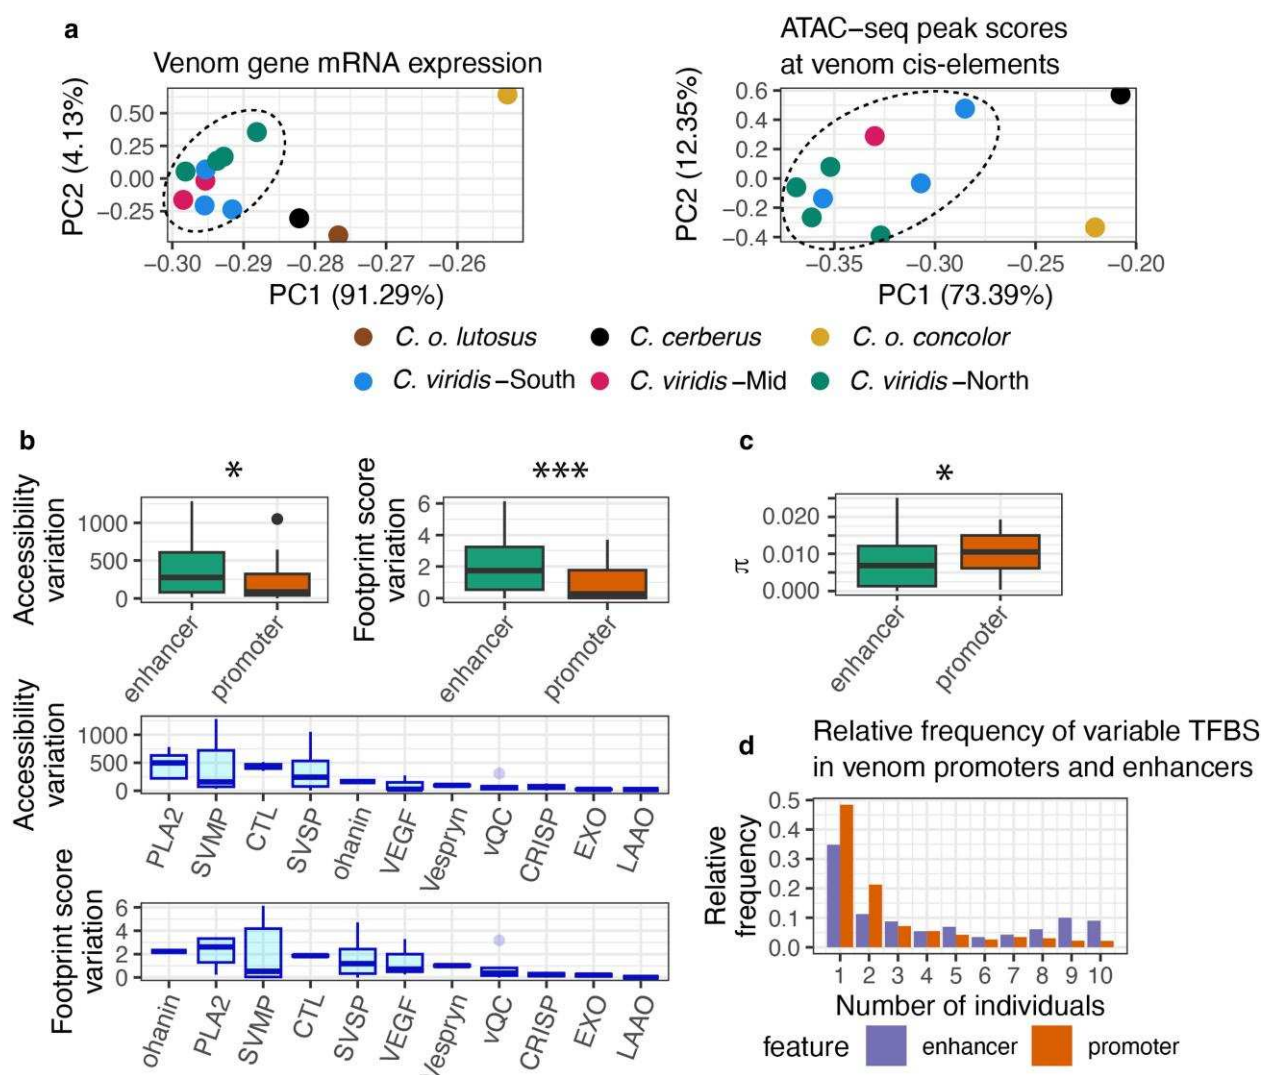 a
Venom gene mRNA expression
PC2 (4.13%)
0.50
0.25
0.00
−0.25
−0.30
−0.29
−0.28
−0.27
−0.26
PC1 (91.29%)
ATAC−seq peak scores
at venom cis-elements
PC2 (12.35%)
0.6
0.4
0.2
0.0
−0.2
−0.4
−0.35
−0.30
−0.25
−0.20
PC1 (73.39%)
C. o. lutosus
C. cerberus
C. o. concolor
C. viridis−South
C. viridis−Mid
C. viridis−North
b
*
Accessibility
variation
1000
500
0
enhancer
promoter
***
Footprint score
variation
6
4
2
0
enhancer
promoter
c
*
π
0.020
0.010
0.000
enhancer
promoter
Accessibility
variation
1000
500
0
PLA2
SVMP
CTL
SVSP
ohanin
VEGF
Vespryn
vQC
CRISP
EXO
LAAO
Footprint score
variation
6
4
2
0
ohanin
PLA2
SVMP
CTL
SVSP
VEGF
Vespryn
vQC
CRISP
EXO
LAAO
d
Relative frequency of variable TFBS
in venom promoters and enhancers
Relative
frequency
0.5
0.4
0.3
0.2
0.1
0.0
1 2 3 4 5 6 7 8 9 10
Number of individuals
feature enhancer promoter